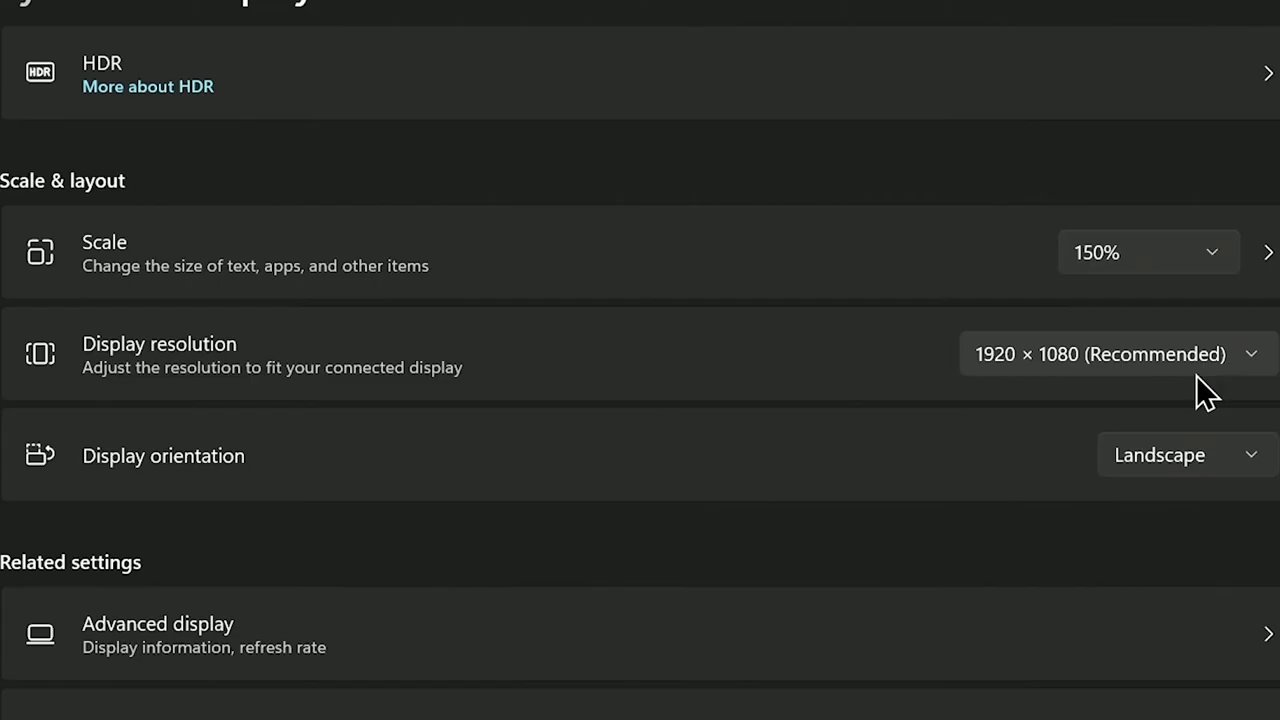 HDR
HDR
More about HDR
Scale & layout
Scale
Change the size of text, apps, and other items
150%
Display resolution
Adjust the resolution to fit your connected display
1920 × 1080 (Recommended)
Display orientation
Landscape
Related settings
Advanced display
Display information, refresh rate